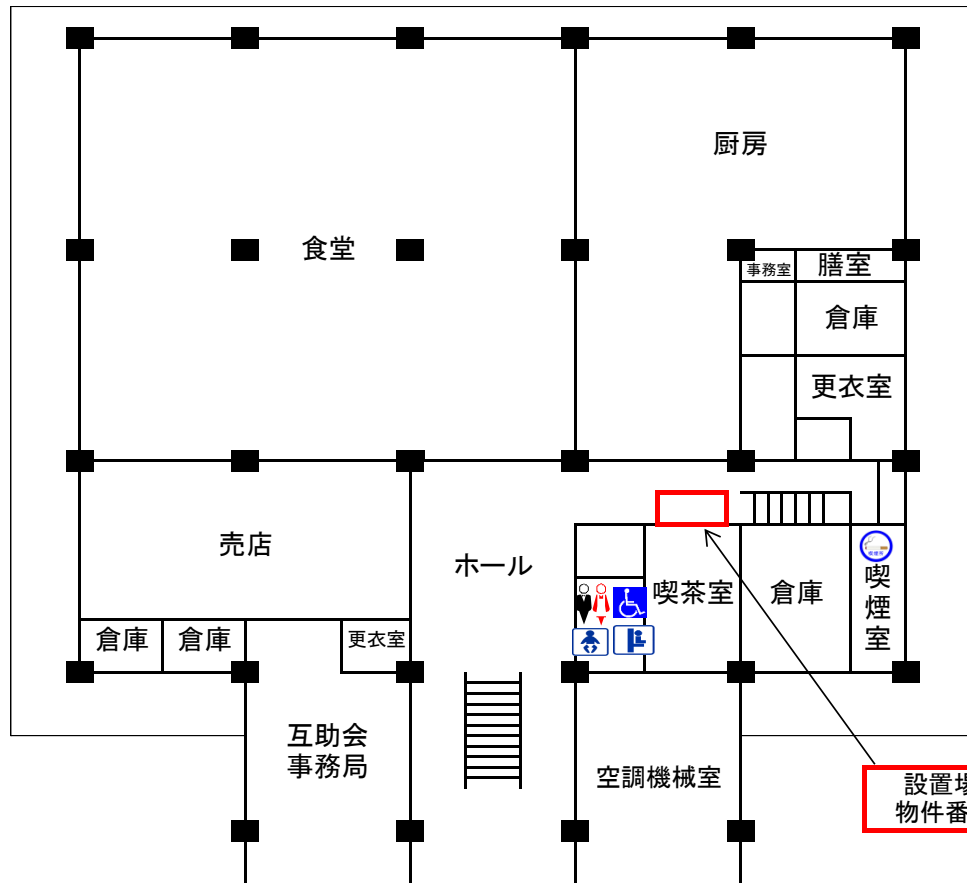 厨房
食堂
事務室
膳室
倉庫
更衣室
売店
ホール
喫茶室
倉庫
喫
煙
室
倉庫
倉庫
更衣室
互助会
事務局
空調機械室
設置場
物件番